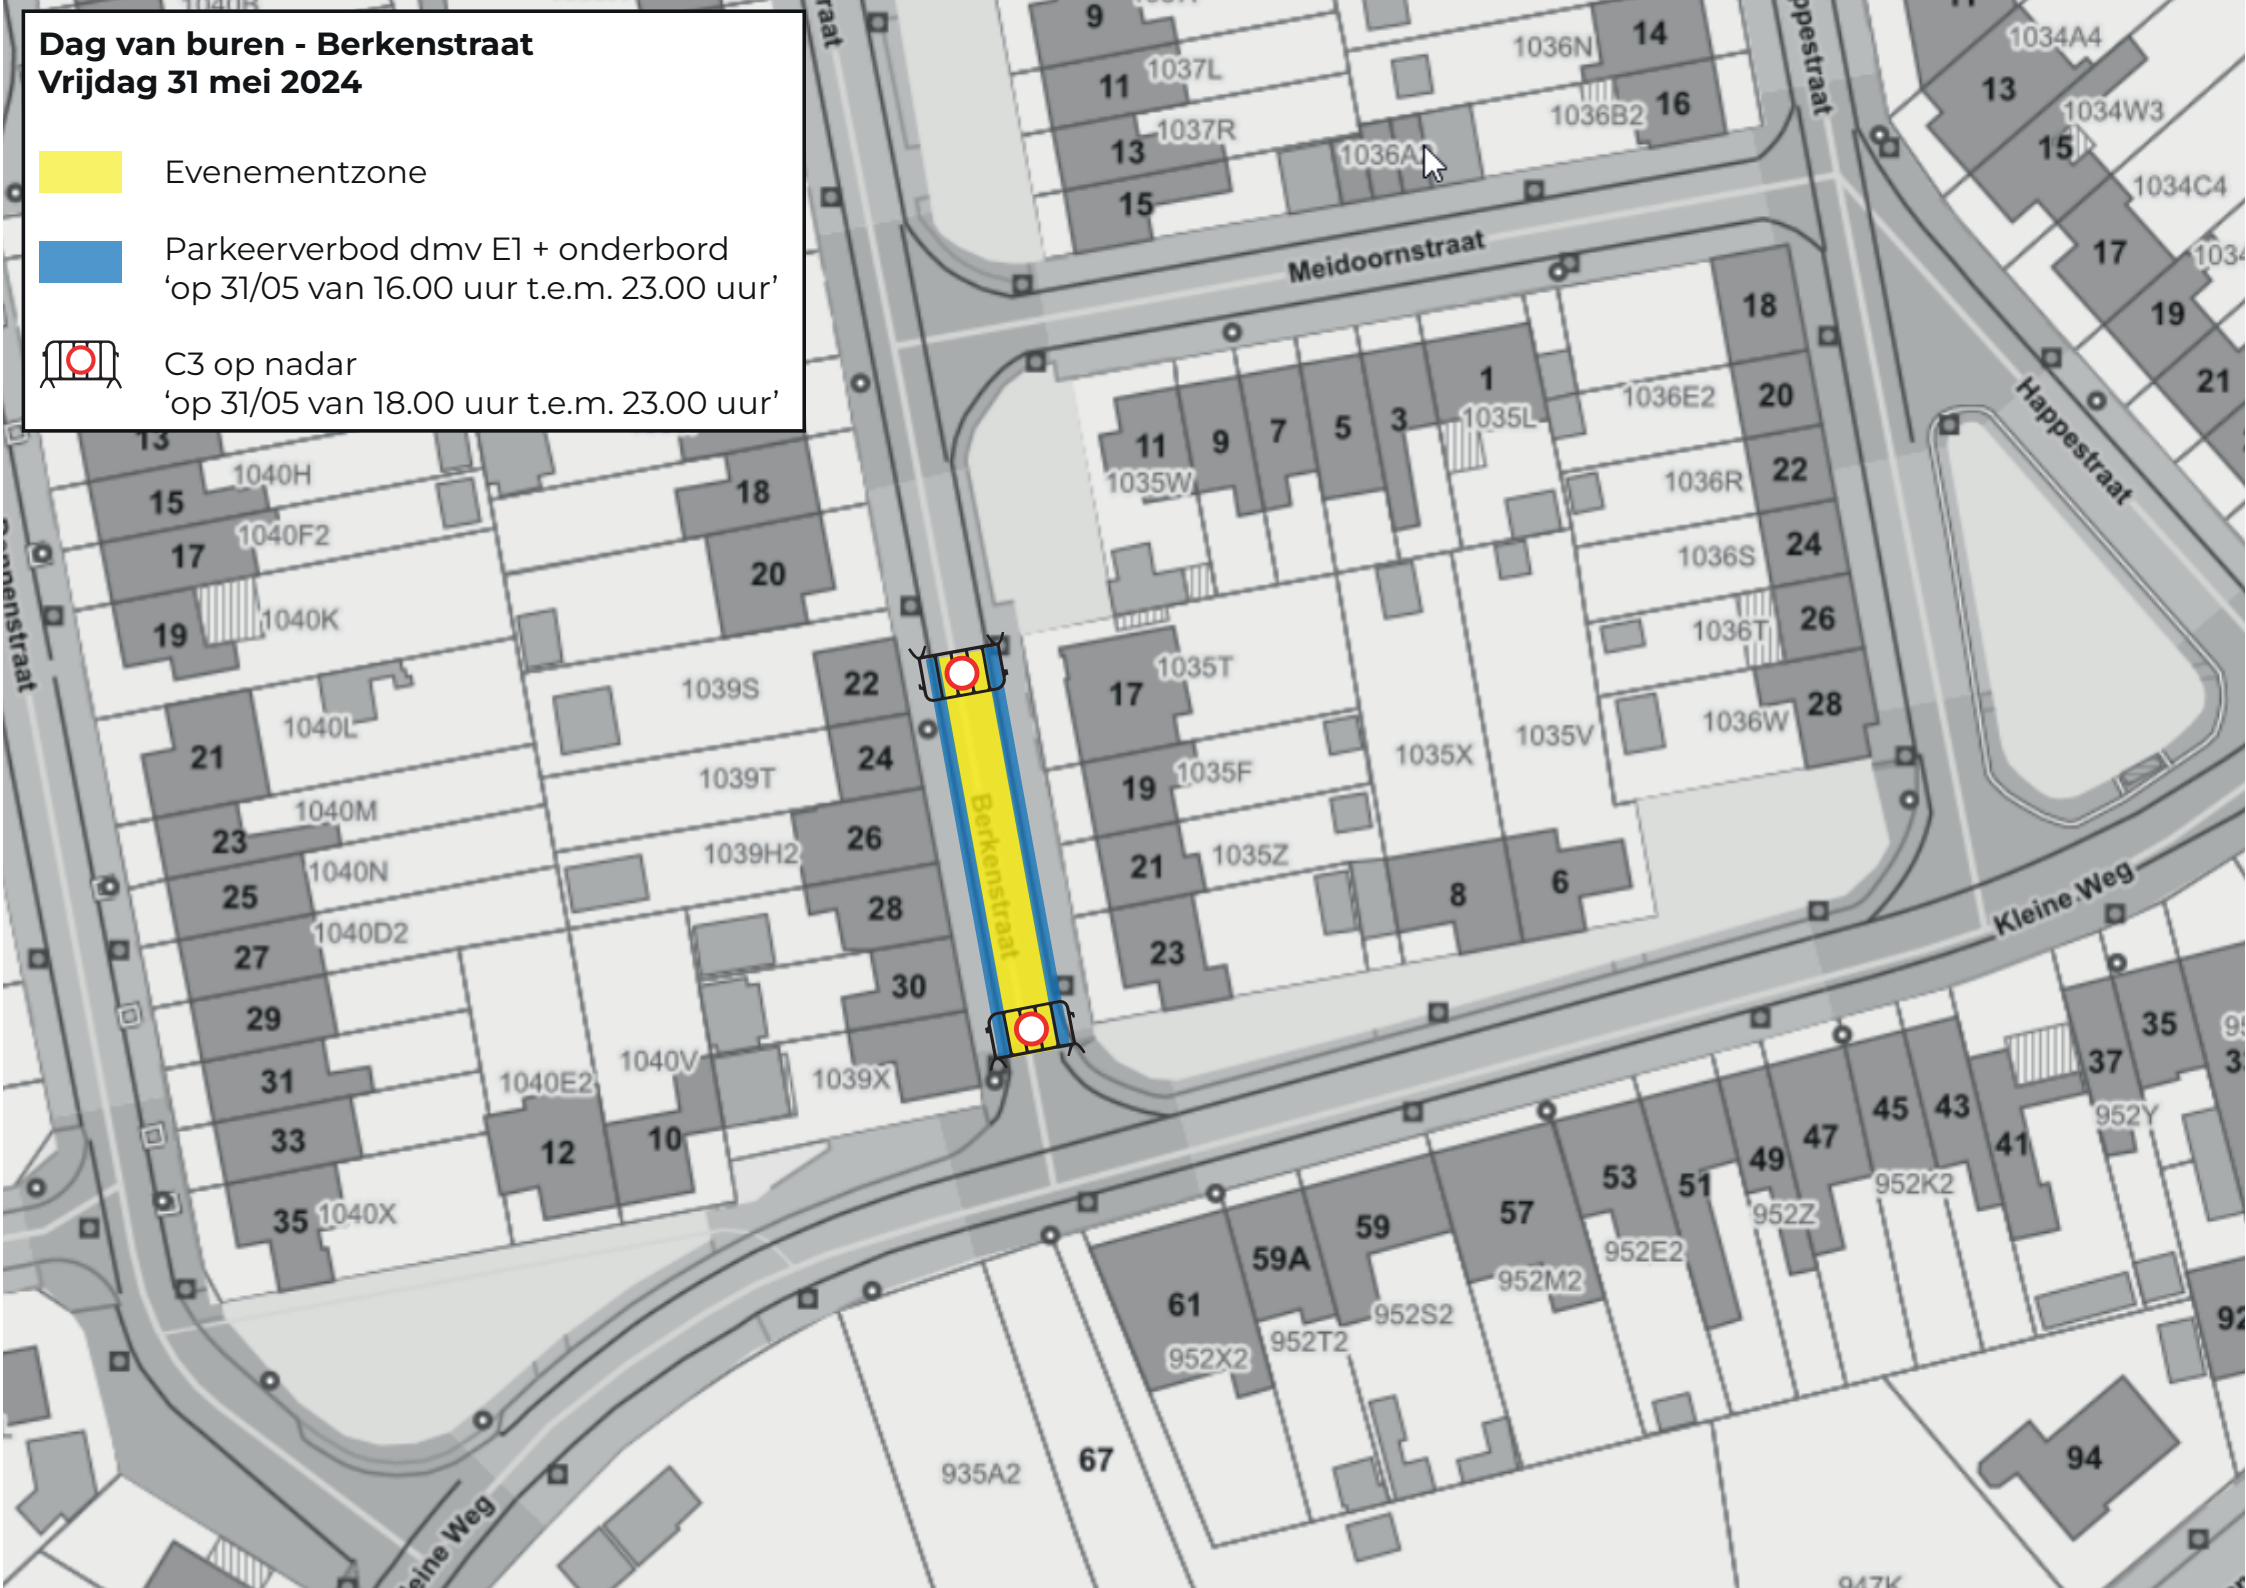 Dag van buren - Berkenstraat
Vrijdag 31 mei 2024
Evenementzone
Parkeerverbod dmv E1 + onderbord
‘op 31/05 van 16.00 uur t.e.m. 23.00 uur’
C3 op nadar
‘op 31/05 van 18.00 uur t.e.m. 23.00 uur’
9
11
1037L
13
1037R
15
1036N
14
1036B2
16
13
1034A4
1034W3
15
1034C4
17
19
21
Meidoornstraat
Happestraat
11
1035W
9
7
5
3
1
1035L
18
1036E2
20
1036R
22
24
1036S
26
1036T
28
1036W
13
15
1040H
17
1040F2
19
1040K
21
1040L
23
1040M
25
1040N
27
1040D2
29
31
33
35
1040X
18
20
22
1039S
24
1039T
26
1039H2
28
30
1039X
1040V
1040E2
12
10
Berkenstraat
17
1035T
19
1035F
21
1035Z
23
1035X
1035V
8
6
Kleine Weg
35
37
952Y
43
41
45
952K2
47
49
952Z
51
53
952E2
57
952M2
59
952S2
59A
952T2
61
952X2
67
935A2
94